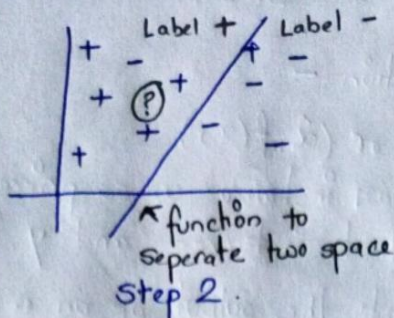 Label + Label -
+ -
+ -
+ +
+ ? -
+ -
+ -
function to
seperate two space
Step 2.